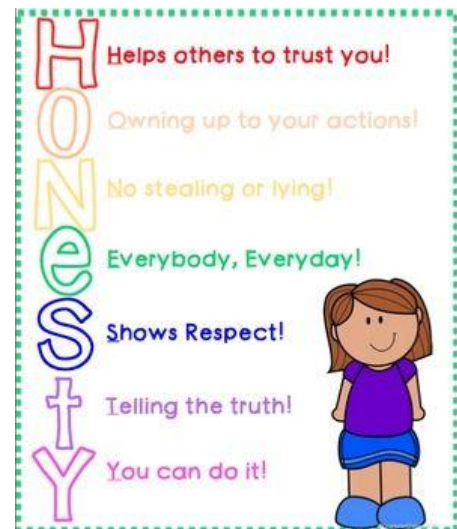 H Helps others to trust you!
O Owning up to your actions!
N No stealing or lying!
e Everybody, Everyday!
S Shows Respect!
t Telling the truth!
Y You can do it!